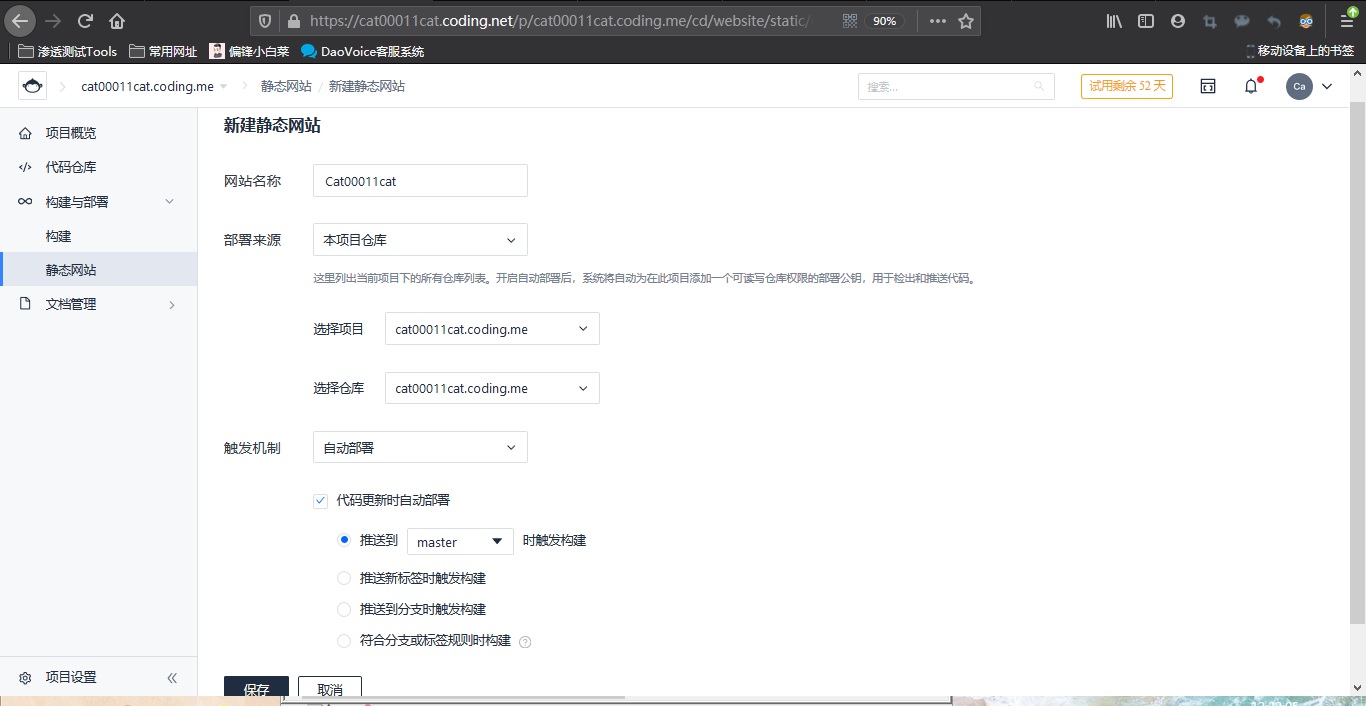 https://cat00011cat.coding.net/p/cat00011cat.coding.me/cd/website/static/ 90%
渗透测试Tools 常用网址 偏锋小白菜 DaoVoice客服系统 移动设备上的书签
cat00011cat.coding.me 静态网站 / 新建静态网站 搜索... 试用剩余 52 天 Ca
项目概览
代码仓库
构建与部署
构建
静态网站
文档管理
项目设置
新建静态网站
网站名称 Cat00011cat
部署来源 本项目仓库
这里列出当前项目下的所有仓库列表。开启自动部署后，系统将自动为在此项目添加一个可读写仓库权限的部署公钥，用于检出和推送代码。
选择项目 cat00011cat.coding.me
选择仓库 cat00011cat.coding.me
触发机制 自动部署
代码更新时自动部署
推送到 master 时触发构建
推送新标签时触发构建
推送到分支时触发构建
符合分支或标签规则时构建 ?
保存 取消